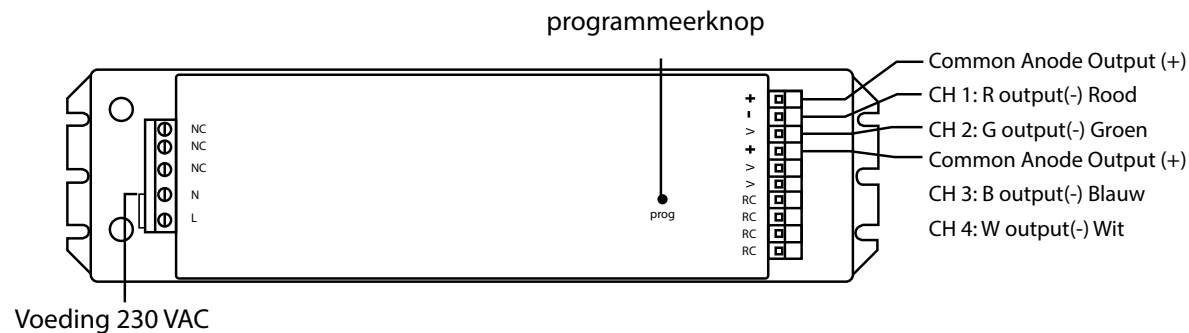 programmeerknop
Common Anode Output (+)
CH 1: R output(-) Rood
CH 2: G output(-) Groen
Common Anode Output (+)
CH 3: B output(-) Blauw
CH 4: W output(-) Wit
NC
NC
NC
N
L
prog
+
-
>
+
>
>
RC
RC
RC
RC
Voeding 230 VAC